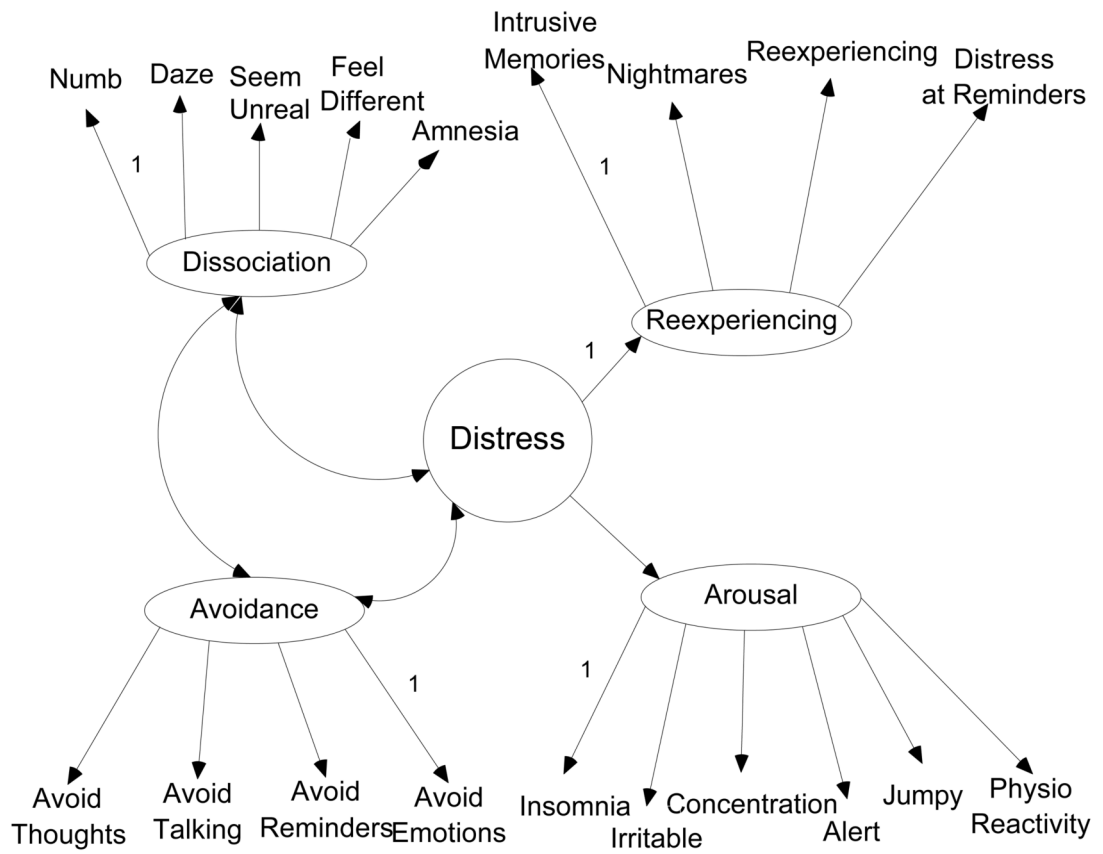 Intrusive
Memories
Nightmares
Reexperiencing
Distress
at Reminders
Numb
Daze
Seem
Unreal
Feel
Different
Amnesia
1
1
Dissociation
Reexperiencing
1
Distress
Avoidance
Arousal
1
1
Avoid
Thoughts
Avoid
Talking
Avoid
Reminders
Avoid
Emotions
Insomnia
Irritable
Concentration
Alert
Jumpy
Physio
Reactivity